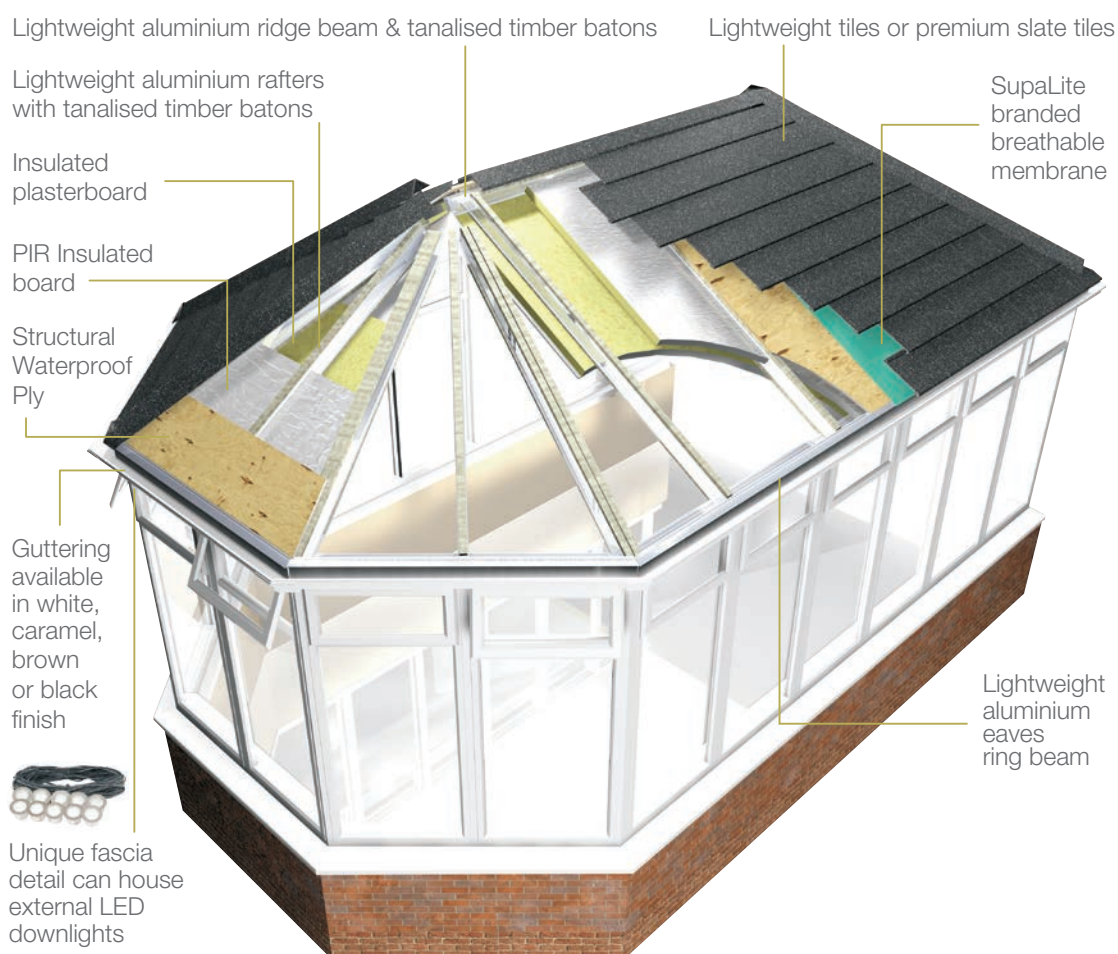 Lightweight aluminium ridge beam & tanalised timber batons
Lightweight tiles or premium slate tiles
Lightweight aluminium rafters
with tanalised timber batons
SupaLite
branded
breathable
membrane
Insulated
plasterboard
PIR Insulated
board
Structural
Waterproof
Ply
Guttering
available
in white,
caramel,
brown
or black
finish
Lightweight
aluminium
eaves
ring beam
Unique fascia
detail can house
external LED
downlights